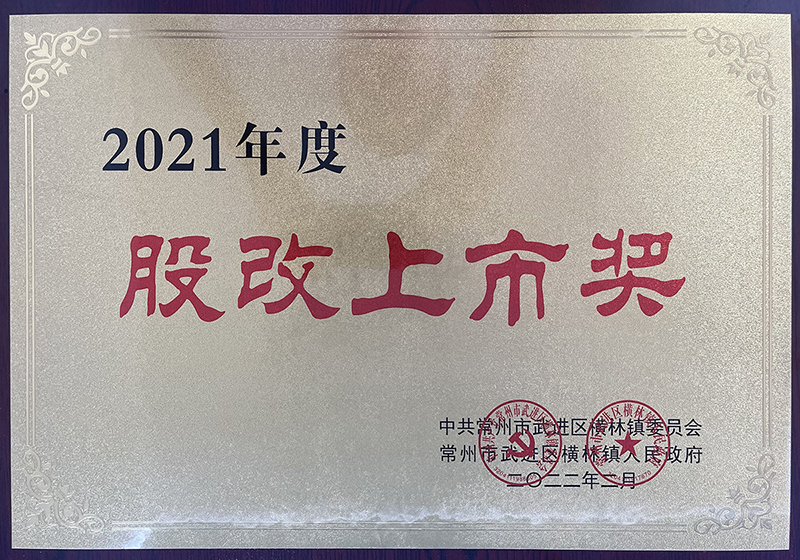 2021年度
股改上市奖
中共常州市武进区横林镇委员会
常州市武进区横林镇人民政府
二〇二二年二月